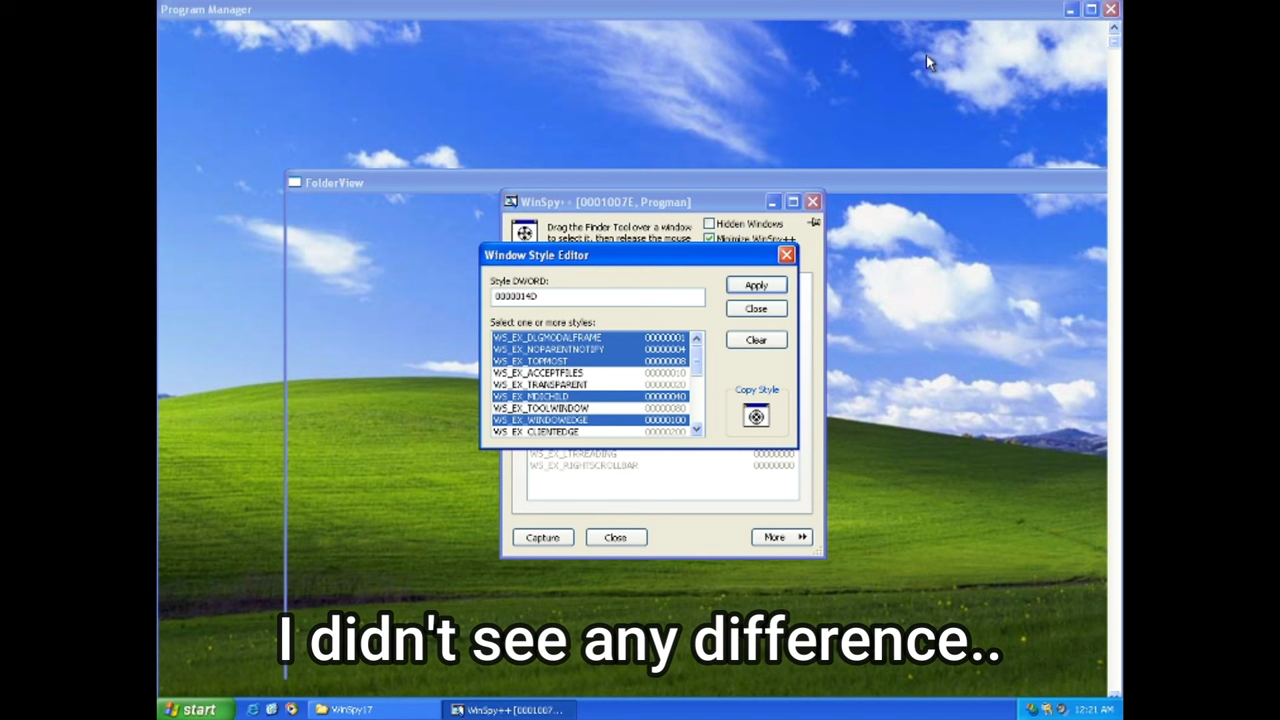 Program Manager
FolderView
WinSpy++ [0001007E, Progman]
Drag the Finder Tool over a window
to select it, then release the mouse
Hidden Windows
Minimize WinSpy++
Window Style Editor
Style DWORD:
0000014D
Apply
Close
Select one or more styles:
WS_EX_DLGMODALFRAME 00000001
WS_EX_NOPARENTNOTIFY 00000004
WS_EX_TOPMOST 00000008
WS_EX_ACCEPTFILES 00000010
WS_EX_TRANSPARENT 00000020
WS_EX_MDICHILD 00000040
WS_EX_TOOLWINDOW 00000080
WS_EX_WINDOWEDGE 00000100
WS_EX_CLIENTEDGE 00000200
Clear
Copy Style
WS_EX_LTRREADING 00000000
WS_EX_RIGHTSCROLLBAR 00000000
Capture
Close
More
I didn't see any difference..
start
WinSpy17
WinSpy++ [0001007...
12:21 AM